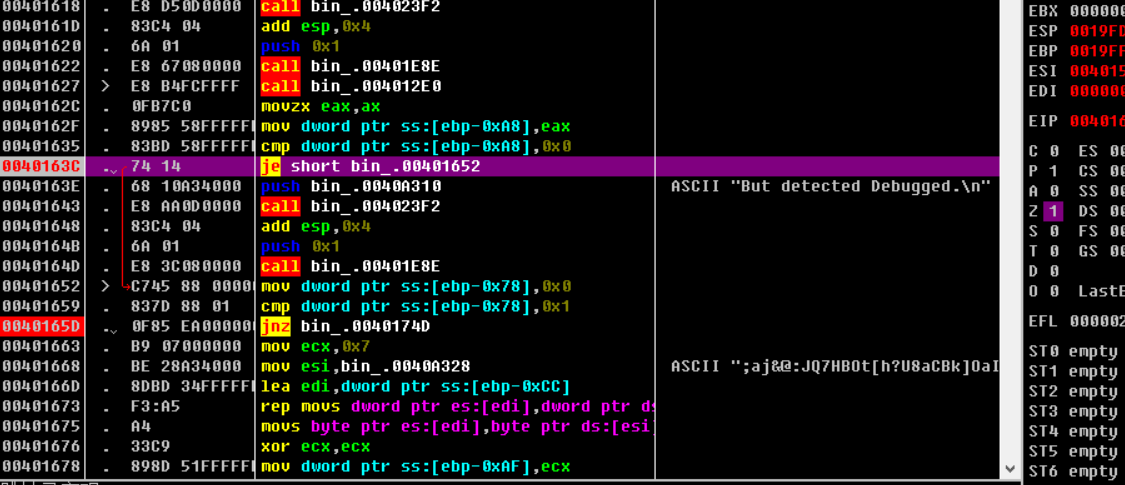 00401618 . E8 D50D0000 call bin_.004023F2
0040161D . 83C4 04 add esp,0x4
00401620 . 6A 01 push 0x1
00401622 . E8 67080000 call bin_.00401E8E
00401627 > E8 B4FCFFFF call bin_.004012E0
0040162C . 0FB7C0 movzx eax,ax
0040162F . 8985 58FFFFF mov dword ptr ss:[ebp-0xA8],eax
00401635 . 83BD 58FFFFF cmp dword ptr ss:[ebp-0xA8],0x0
0040163C . 74 14 je short bin_.00401652
0040163E . 68 10A34000 push bin_.0040A310 ASCII "But detected Debugged.\n"
00401643 . E8 AA0D0000 call bin_.004023F2
00401648 . 83C4 04 add esp,0x4
0040164B . 6A 01 push 0x1
0040164D . E8 3C080000 call bin_.00401E8E
00401652 > C745 88 0000 mov dword ptr ss:[ebp-0x78],0x0
00401659 . 837D 88 01 cmp dword ptr ss:[ebp-0x78],0x1
0040165D . 0F85 EA00000 jnz bin_.0040174D
00401663 . B9 07000000 mov ecx,0x7
00401668 . BE 28A34000 mov esi,bin_.0040A328 ASCII ";aj&@:JQ7HBOt[h?U8aCBk]OaI
0040166D . 8DBD 34FFFFF lea edi,dword ptr ss:[ebp-0xCC]
00401673 . F3:A5 rep movs dword ptr es:[edi],dword ptr ds
00401675 . A4 movs byte ptr es:[edi],byte ptr ds:[esi]
00401676 . 33C9 xor ecx,ecx
00401678 . 898D 51FFFFF mov dword ptr ss:[ebp-0xAF],ecx
EBX 000000
ESP 0019FD
EBP 0019FF
ESI 004015
EDI 000000
EIP 004016
C 0 ES 00
P 1 CS 00
A 0 SS 00
Z 1 DS 00
S 0 FS 00
T 0 GS 00
D 0
O 0 LastE
EFL 000002
ST0 empty
ST1 empty
ST2 empty
ST3 empty
ST4 empty
ST5 empty
ST6 empty